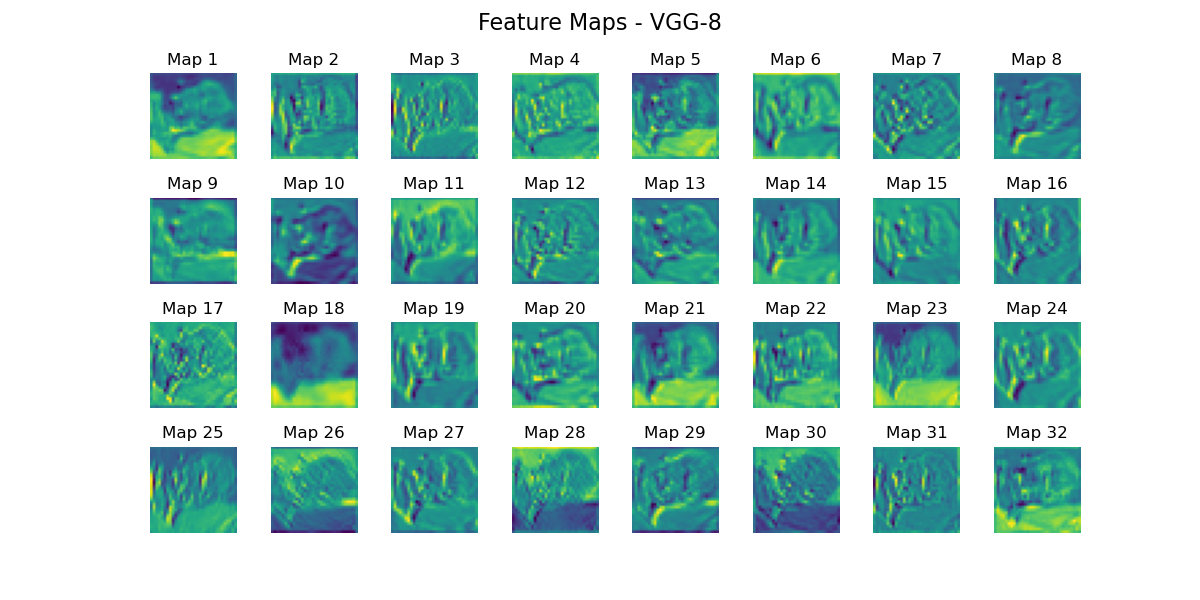 Feature Maps - VGG-8
Map 1 Map 2 Map 3 Map 4 Map 5 Map 6 Map 7 Map 8
Map 9 Map 10 Map 11 Map 12 Map 13 Map 14 Map 15 Map 16
Map 17 Map 18 Map 19 Map 20 Map 21 Map 22 Map 23 Map 24
Map 25 Map 26 Map 27 Map 28 Map 29 Map 30 Map 31 Map 32